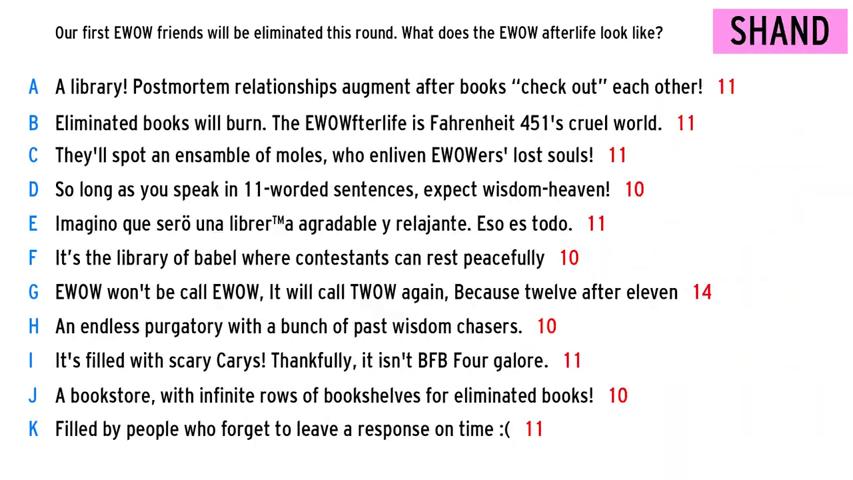 Our first EWOW friends will be eliminated this round. What does the EWOW afterlife look like?
SHAND
A A library! Postmortem relationships augment after books “check out” each other! 11
B Eliminated books will burn. The EWOWfterlife is Fahrenheit 451's cruel world. 11
C They'll spot an ensamble of moles, who enliven EWOWers' lost souls! 11
D So long as you speak in 11-worded sentences, expect wisdom-heaven! 10
E Imagino que serö una librer™a agradable y relajante. Eso es todo. 11
F It’s the library of babel where contestants can rest peacefully 10
G EWOW won't be call EWOW, It will call TWOW again, Because twelve after eleven 14
H An endless purgatory with a bunch of past wisdom chasers. 10
I It's filled with scary Carys! Thankfully, it isn't BFB Four galore. 11
J A bookstore, with infinite rows of bookshelves for eliminated books! 10
K Filled by people who forget to leave a response on time :( 11